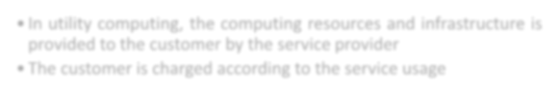 • In utility computing, the computing resources and infrastructure is
provided to the customer by the service provider
• The customer is charged according to the service usage